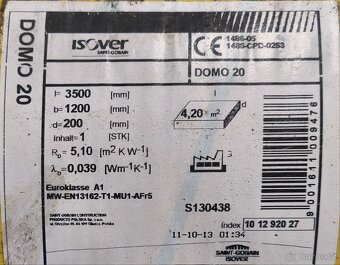 DOMO 20
isover
SAINT-GOBAIN
1488-05
1488-CPD-0253
DOMO 20
l= 3500 [mm]
b= 1200 [mm]
d= 200 [mm]
Inhalt= 1 [STK]
R_D= 5,10 [m² K W⁻¹]
λ_D= 0,039 [Wm⁻¹K⁻¹]
l
4,20 m²
d
b
Euroklasse A1
MW-EN13162-T1-MU1-AFr5
SAINT-GOBAIN CONSTRUCTION
PRODUCTS POLSKA Sp. z o.o.
S130438
index 10 12 920 27
11-10-13 01:34
SAINT-GOBAIN
ISOVER
9001611009476